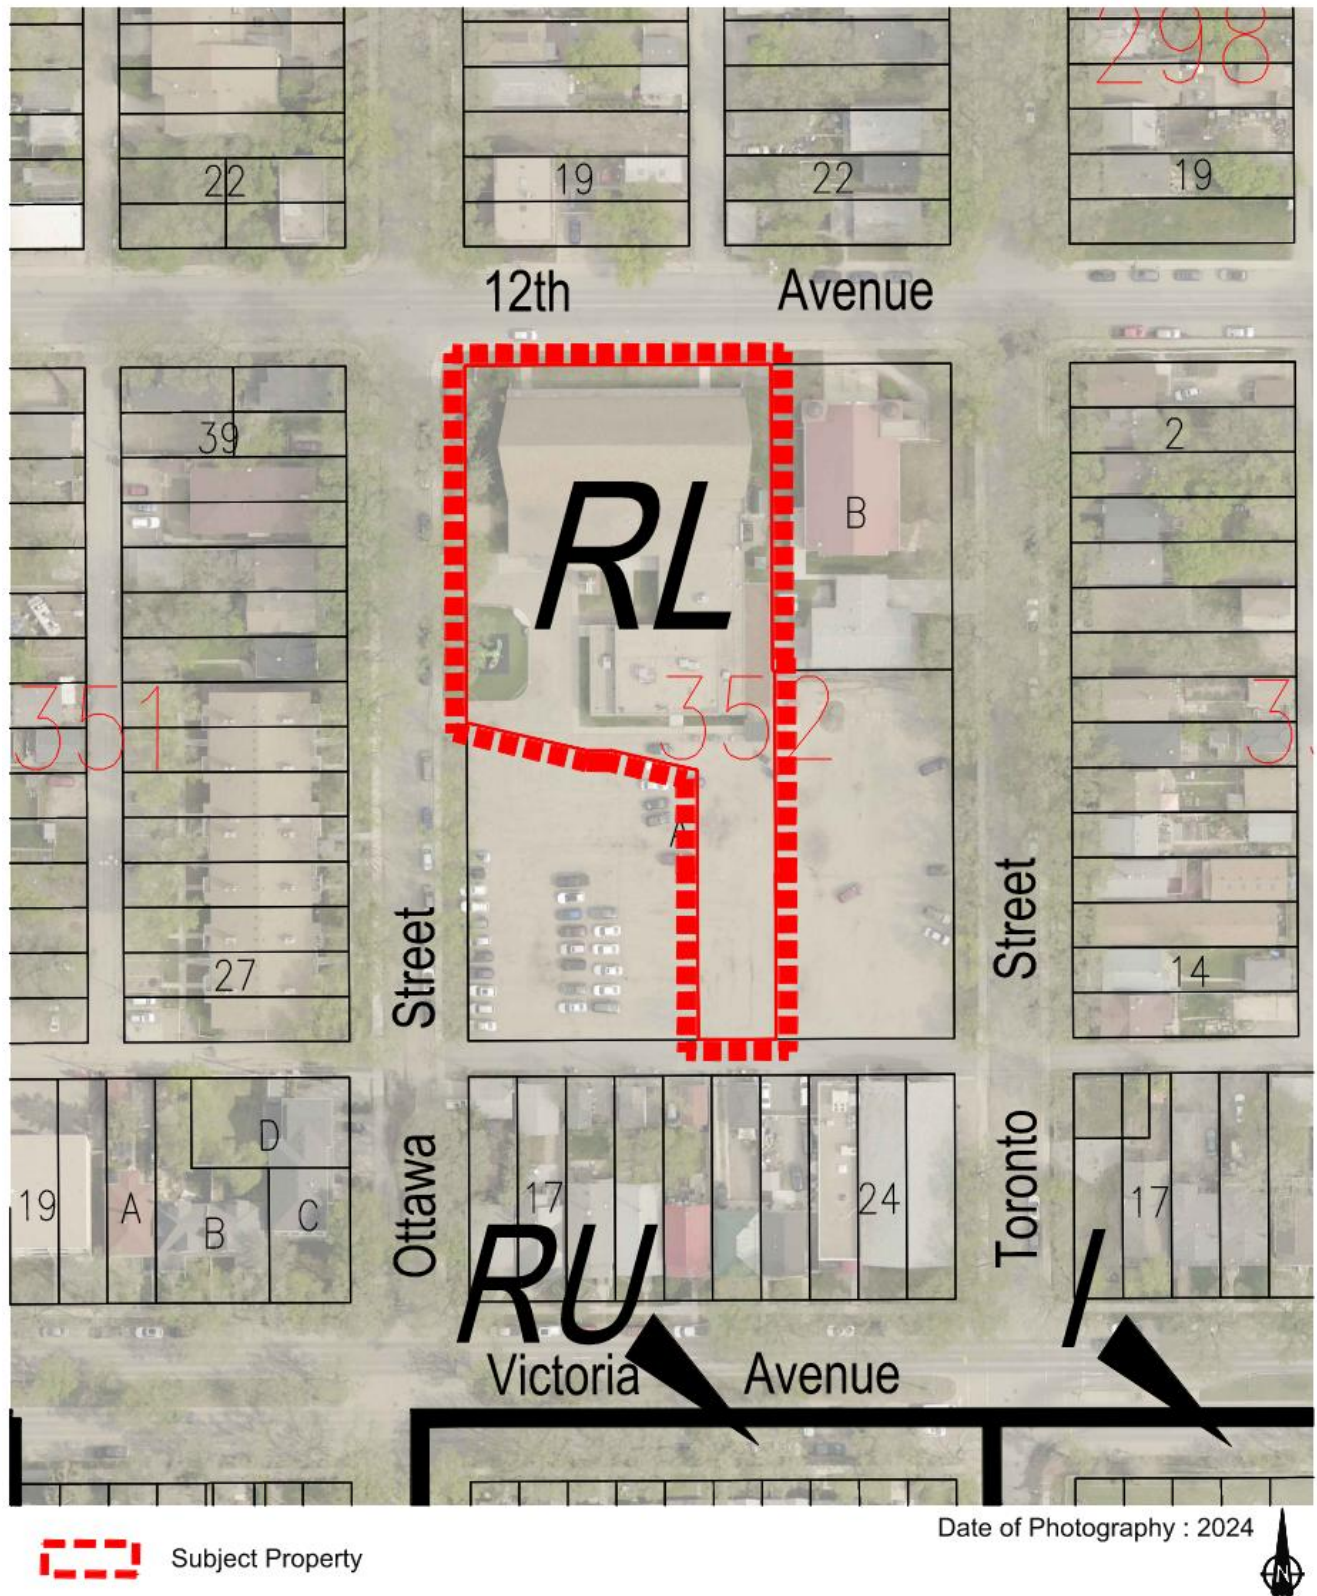 298
22
19
22
19
12th Avenue
39
2
RL
B
351
352
3
A
Street
Street
27
14
D
19
A
B
C
Ottawa
17
24
Toronto
17
RU
I
Victoria Avenue
Date of Photography : 2024
Subject Property
N